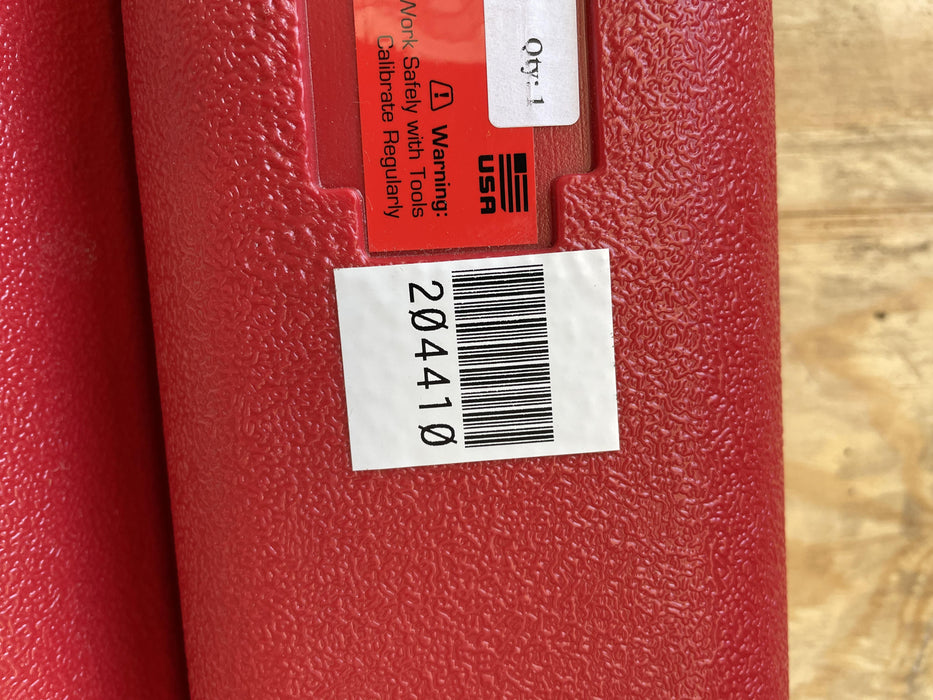 Qty: 1
USA
Warning:
Work Safely with Tools
Calibrate Regularly
204410